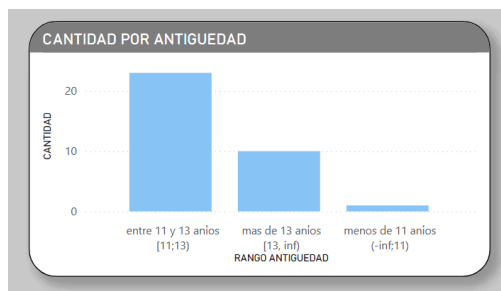 CANTIDAD POR ANTIGUEDAD
CANTIDAD
20
10
0
entre 11 y 13 anios
[11;13)
mas de 13 anios
[13, inf)
menos de 11 anios
(-inf;11)
RANGO ANTIGUEDAD